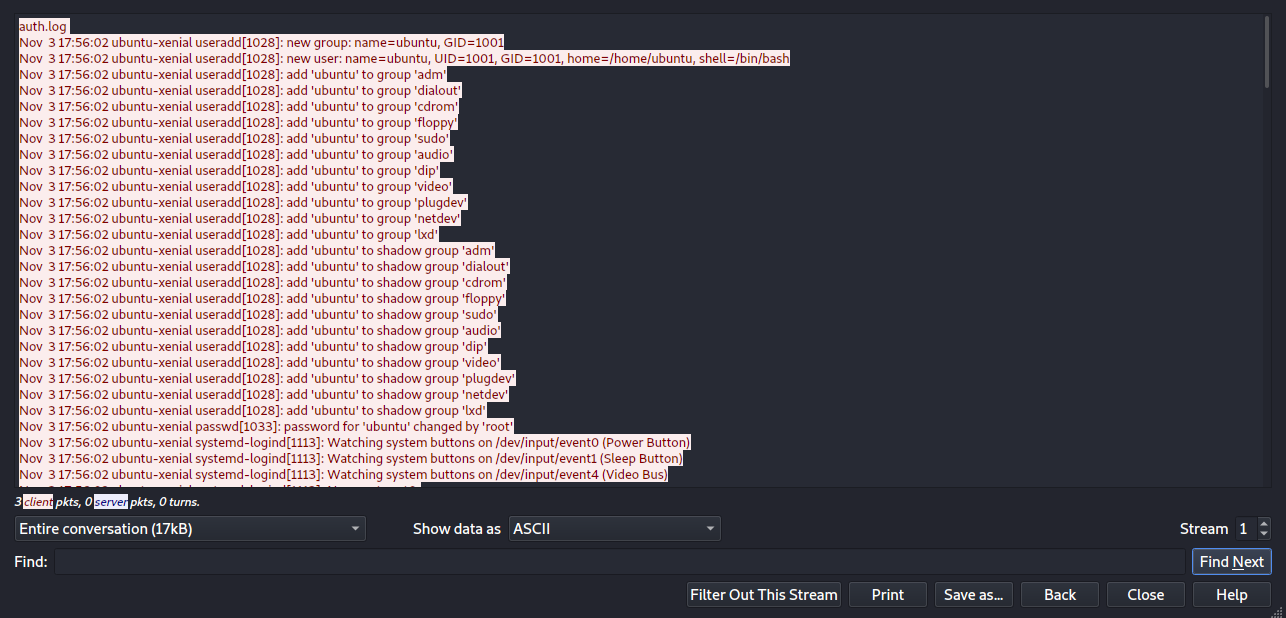 auth.log
Nov  3 17:56:02 ubuntu-xenial useradd[1028]: new group: name=ubuntu, GID=1001
Nov  3 17:56:02 ubuntu-xenial useradd[1028]: new user: name=ubuntu, UID=1001, GID=1001, home=/home/ubuntu, shell=/bin/bash
Nov  3 17:56:02 ubuntu-xenial useradd[1028]: add 'ubuntu' to group 'adm'
Nov  3 17:56:02 ubuntu-xenial useradd[1028]: add 'ubuntu' to group 'dialout'
Nov  3 17:56:02 ubuntu-xenial useradd[1028]: add 'ubuntu' to group 'cdrom'
Nov  3 17:56:02 ubuntu-xenial useradd[1028]: add 'ubuntu' to group 'floppy'
Nov  3 17:56:02 ubuntu-xenial useradd[1028]: add 'ubuntu' to group 'sudo'
Nov  3 17:56:02 ubuntu-xenial useradd[1028]: add 'ubuntu' to group 'audio'
Nov  3 17:56:02 ubuntu-xenial useradd[1028]: add 'ubuntu' to group 'dip'
Nov  3 17:56:02 ubuntu-xenial useradd[1028]: add 'ubuntu' to group 'video'
Nov  3 17:56:02 ubuntu-xenial useradd[1028]: add 'ubuntu' to group 'plugdev'
Nov  3 17:56:02 ubuntu-xenial useradd[1028]: add 'ubuntu' to group 'netdev'
Nov  3 17:56:02 ubuntu-xenial useradd[1028]: add 'ubuntu' to group 'lxd'
Nov  3 17:56:02 ubuntu-xenial useradd[1028]: add 'ubuntu' to shadow group 'adm'
Nov  3 17:56:02 ubuntu-xenial useradd[1028]: add 'ubuntu' to shadow group 'dialout'
Nov  3 17:56:02 ubuntu-xenial useradd[1028]: add 'ubuntu' to shadow group 'cdrom'
Nov  3 17:56:02 ubuntu-xenial useradd[1028]: add 'ubuntu' to shadow group 'floppy'
Nov  3 17:56:02 ubuntu-xenial useradd[1028]: add 'ubuntu' to shadow group 'sudo'
Nov  3 17:56:02 ubuntu-xenial useradd[1028]: add 'ubuntu' to shadow group 'audio'
Nov  3 17:56:02 ubuntu-xenial useradd[1028]: add 'ubuntu' to shadow group 'dip'
Nov  3 17:56:02 ubuntu-xenial useradd[1028]: add 'ubuntu' to shadow group 'video'
Nov  3 17:56:02 ubuntu-xenial useradd[1028]: add 'ubuntu' to shadow group 'plugdev'
Nov  3 17:56:02 ubuntu-xenial useradd[1028]: add 'ubuntu' to shadow group 'netdev'
Nov  3 17:56:02 ubuntu-xenial useradd[1028]: add 'ubuntu' to shadow group 'lxd'
Nov  3 17:56:02 ubuntu-xenial passwd[1033]: password for 'ubuntu' changed by 'root'
Nov  3 17:56:02 ubuntu-xenial systemd-logind[1113]: Watching system buttons on /dev/input/event0 (Power Button)
Nov  3 17:56:02 ubuntu-xenial systemd-logind[1113]: Watching system buttons on /dev/input/event1 (Sleep Button)
Nov  3 17:56:02 ubuntu-xenial systemd-logind[1113]: Watching system buttons on /dev/input/event4 (Video Bus)
3 client pkts, 0 server pkts, 0 turns.
Entire conversation (17kB) Show data as ASCII Stream 1
Find: Find Next
Filter Out This Stream Print Save as... Back Close Help